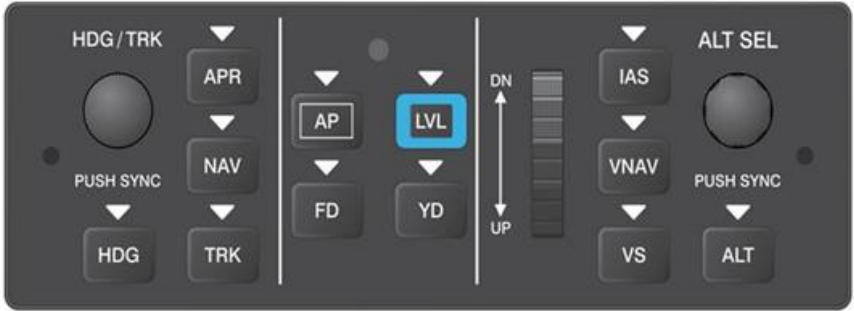 HDG/TRK
PUSH SYNC
HDG
APR
NAV
TRK
AP
LVL
FD
YD
DN
UP
IAS
VNAV
VS
ALT SEL
PUSH SYNC
ALT